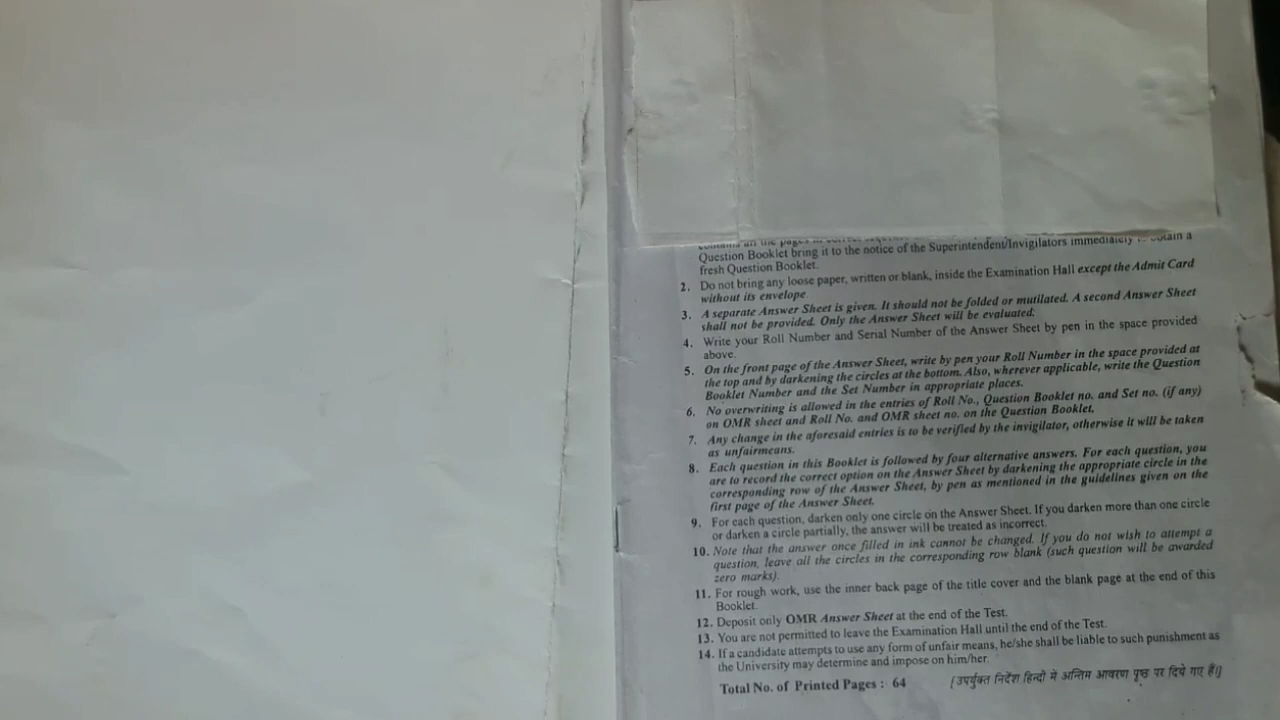 contains all the pages in correct
Question Booklet bring it to the notice of the Superintendent/Invigilators immediately to obtain a
fresh Question Booklet.
2. Do not bring any loose paper, written or blank, inside the Examination Hall except the Admit Card
without its envelope
3. A separate Answer Sheet is given. It should not be folded or mutilated. A second Answer Sheet
shall not be provided. Only the Answer Sheet will be evaluated.
4. Write your Roll Number and Serial Number of the Answer Sheet by pen in the space provided
above.
5. On the front page of the Answer Sheet, write by pen your Roll Number in the space provided at
the top and by darkening the circles at the bottom. Also, wherever applicable, write the Question
Booklet Number and the Set Number in appropriate places.
6. No overwriting is allowed in the entries of Roll No., Question Booklet no. and Set no. (if any)
on OMR sheet and Roll No. and OMR sheet no. on the Question Booklet.
7. Any change in the aforesaid entries is to be verified by the invigilator, otherwise it will be taken
as unfairmeans.
8. Each question in this Booklet is followed by four alternative answers. For each question, you
are to record the correct option on the Answer Sheet by darkening the appropriate circle in the
corresponding row of the Answer Sheet, by pen as mentioned in the guidelines given on the
first page of the Answer Sheet.
9. For each question, darken only one circle on the Answer Sheet. If you darken more than one circle
or darken a circle partially, the answer will be treated as incorrect.
10. Note that the answer once filled in ink cannot be changed. If you do not wish to attempt a
question, leave all the circles in the corresponding row blank (such question will be awarded
zero marks).
11. For rough work, use the inner back page of the title cover and the blank page at the end of this
Booklet.
12. Deposit only OMR Answer Sheet at the end of the Test.
13. You are not permitted to leave the Examination Hall until the end of the Test.
14. If a candidate attempts to use any form of unfair means, he/she shall be liable to such punishment as
the University may determine and impose on him/her.
Total No. of Printed Pages : 64 [उपर्युक्त निर्देश हिन्दी में अन्तिम आवरण पृष्ठ पर दिये गए हैं।]